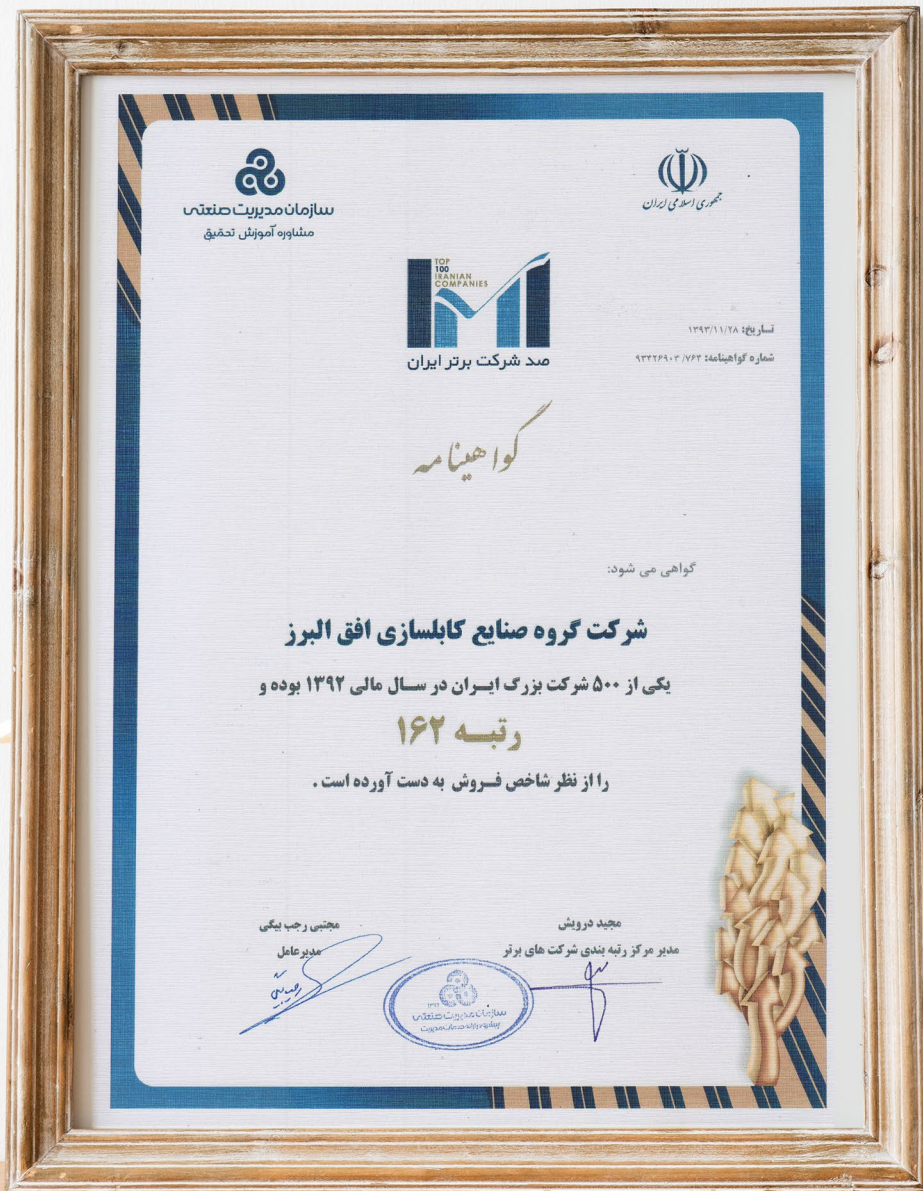 جمهوری اسلامی ایران
سازمان مدیریت صنعتی
مشاوره آموزش تحقیق
TOP
100
IRANIAN
COMPANIES
صد شرکت برتر ایران
تاریخ: ۱۳۹۳/۱۱/۲۸
شماره گواهینامه: ۹۳۲۲۶۹۰۳/۷۶۲
گواهینامه
گواهی می شود:
شرکت گروه صنایع کابلسازی افق البرز
یکی از ۵۰۰ شرکت بزرگ ایران در سال مالی ۱۳۹۲ بوده و
رتبه ۱۶۲
را از نظر شاخص فروش به دست آورده است.
مجید درویش
مدیر مرکز رتبه بندی شرکت های برتر
مجتبی رجب بیگی
مدیرعامل
سازمان مدیریت صنعتی